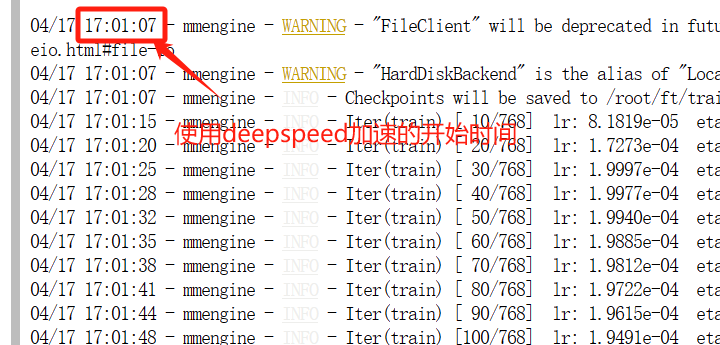 04/17 17:01:07 - mmengine - WARNING - "FileClient" will be deprecated in futu
eio.html#file-io
04/17 17:01:07 - mmengine - WARNING - "HardDiskBackend" is the alias of "Loca
04/17 17:01:07 - mmengine - INFO - Checkpoints will be saved to /root/ft/trai
04/17 17:01:15 - mmengine - INFO - Iter(train) [ 10/768] lr: 8.1819e-05 eta
使用deepspeed加速的开始时间
04/17 17:01:20 - mmengine - INFO - Iter(train) [ 20/768] lr: 1.7273e-04 eta
04/17 17:01:25 - mmengine - INFO - Iter(train) [ 30/768] lr: 1.9997e-04 eta
04/17 17:01:28 - mmengine - INFO - Iter(train) [ 40/768] lr: 1.9977e-04 eta
04/17 17:01:32 - mmengine - INFO - Iter(train) [ 50/768] lr: 1.9940e-04 eta
04/17 17:01:35 - mmengine - INFO - Iter(train) [ 60/768] lr: 1.9885e-04 eta
04/17 17:01:38 - mmengine - INFO - Iter(train) [ 70/768] lr: 1.9812e-04 eta
04/17 17:01:41 - mmengine - INFO - Iter(train) [ 80/768] lr: 1.9722e-04 eta
04/17 17:01:44 - mmengine - INFO - Iter(train) [ 90/768] lr: 1.9615e-04 eta
04/17 17:01:48 - mmengine - INFO - Iter(train) [100/768] lr: 1.9491e-04 eta